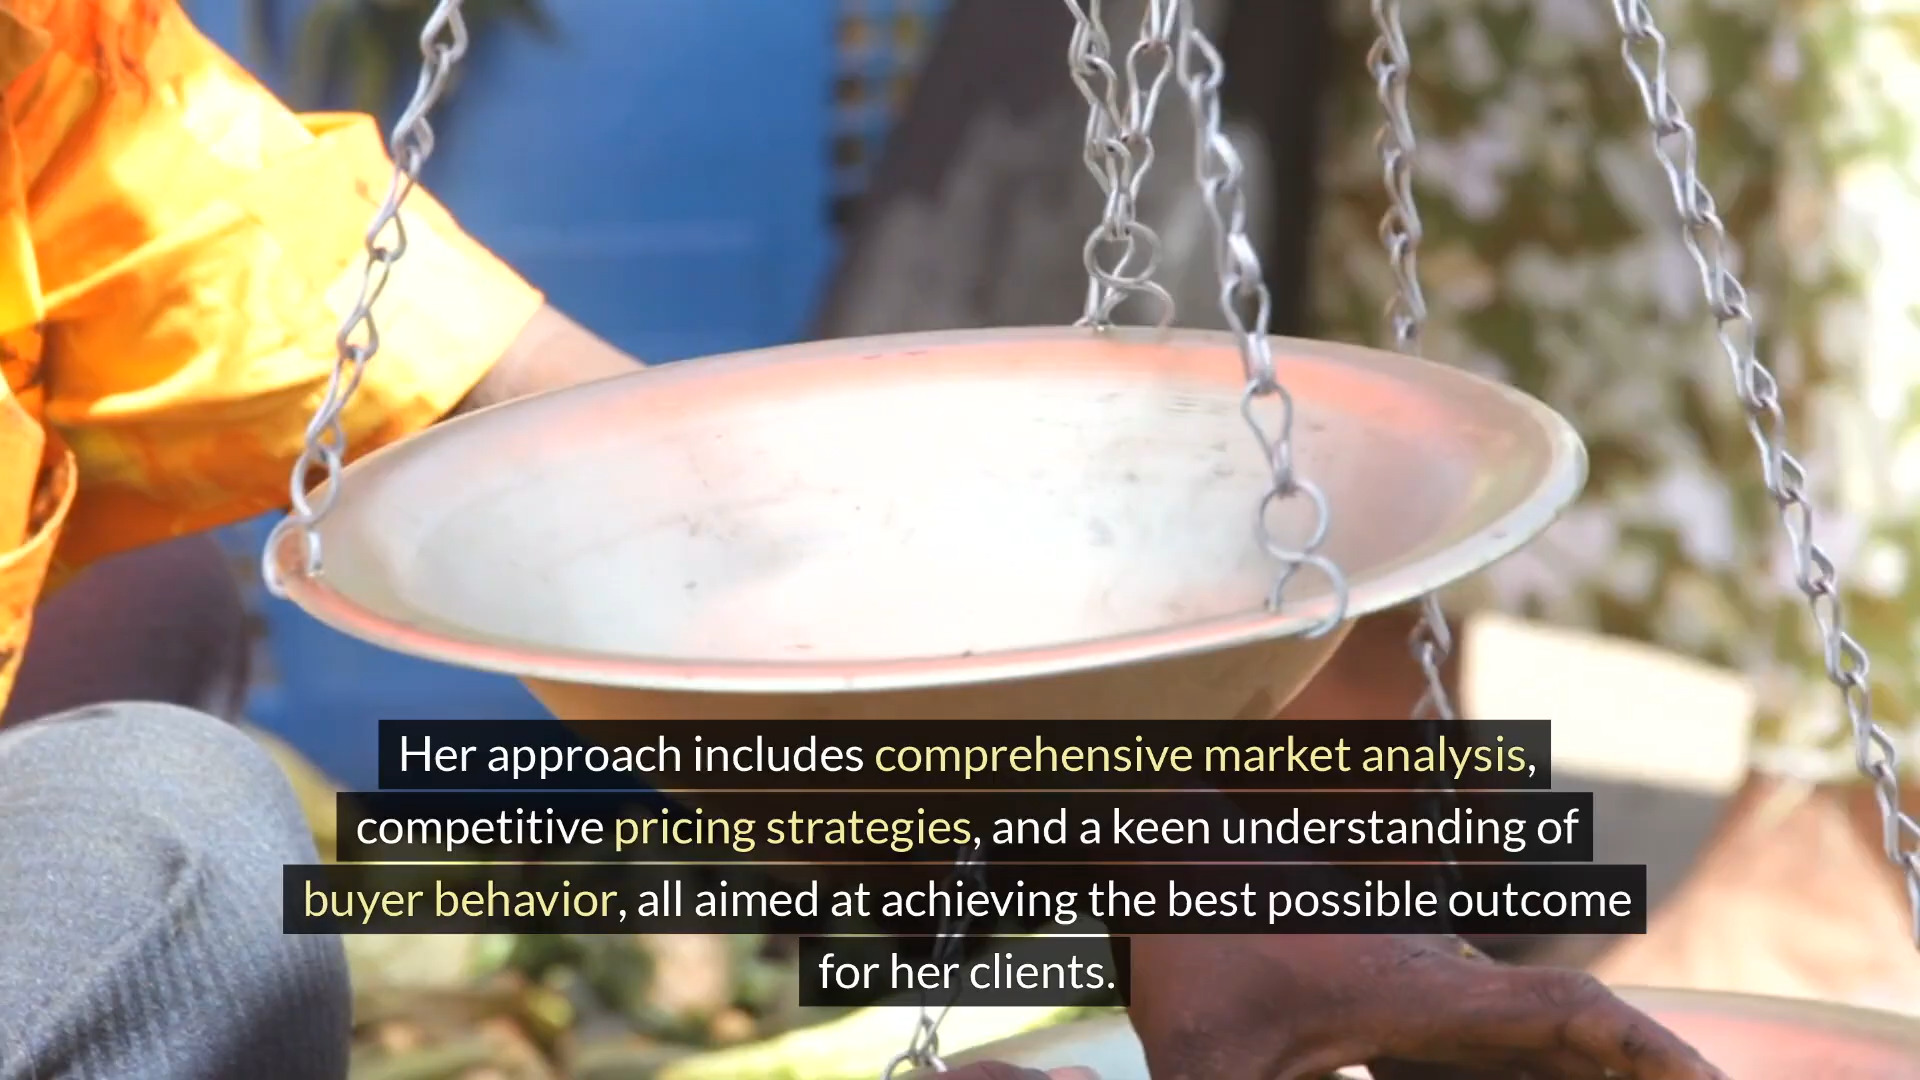 Her approach includes comprehensive market analysis,
competitive pricing strategies, and a keen understanding of
buyer behavior, all aimed at achieving the best possible outcome
for her clients.